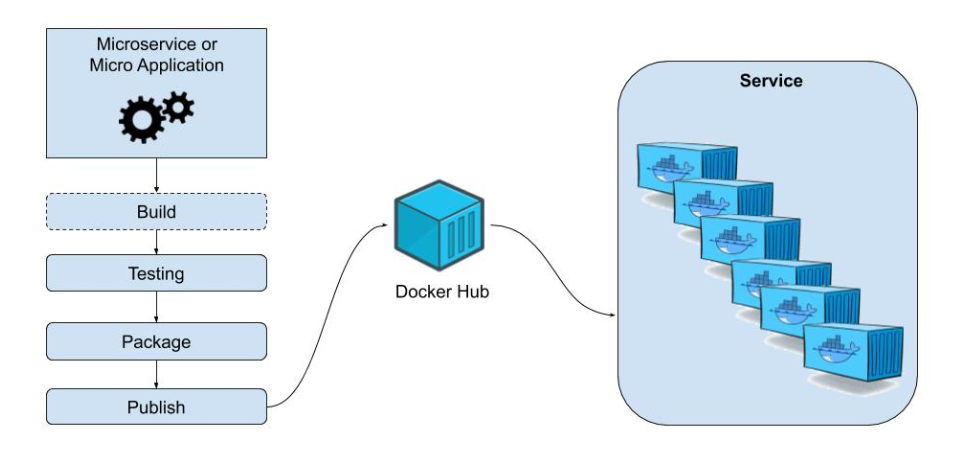 Microservice or
Micro Application
Build
Testing
Package
Publish
Docker Hub
Service